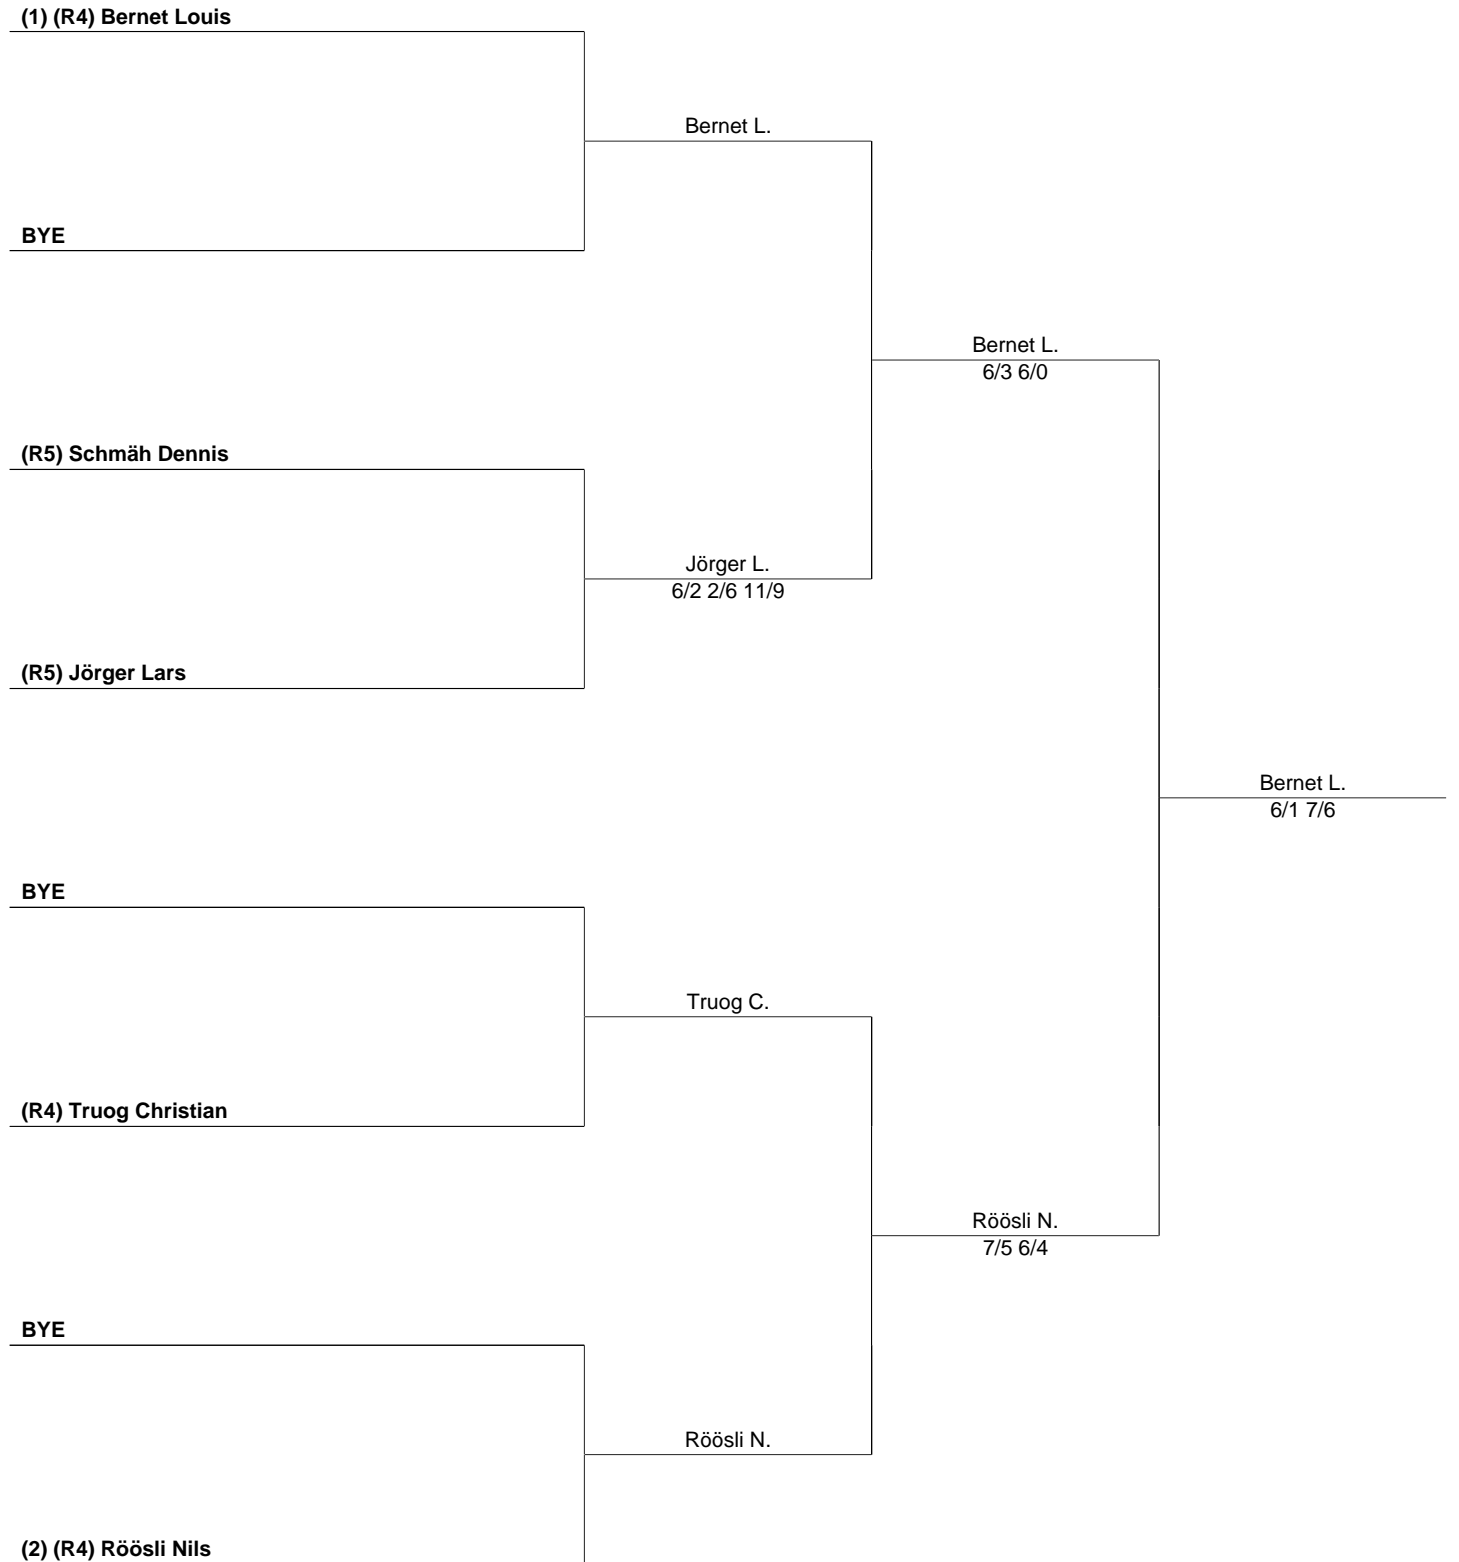 (1) (R4) Bernet Louis
Bernet L.
BYE
Bernet L.
6/3 6/0
(R5) Schmäh Dennis
Jörger L.
6/2 2/6 11/9
(R5) Jörger Lars
Bernet L.
6/1 7/6
BYE
Truog C.
(R4) Truog Christian
Röösli N.
7/5 6/4
BYE
Röösli N.
(2) (R4) Röösli Nils